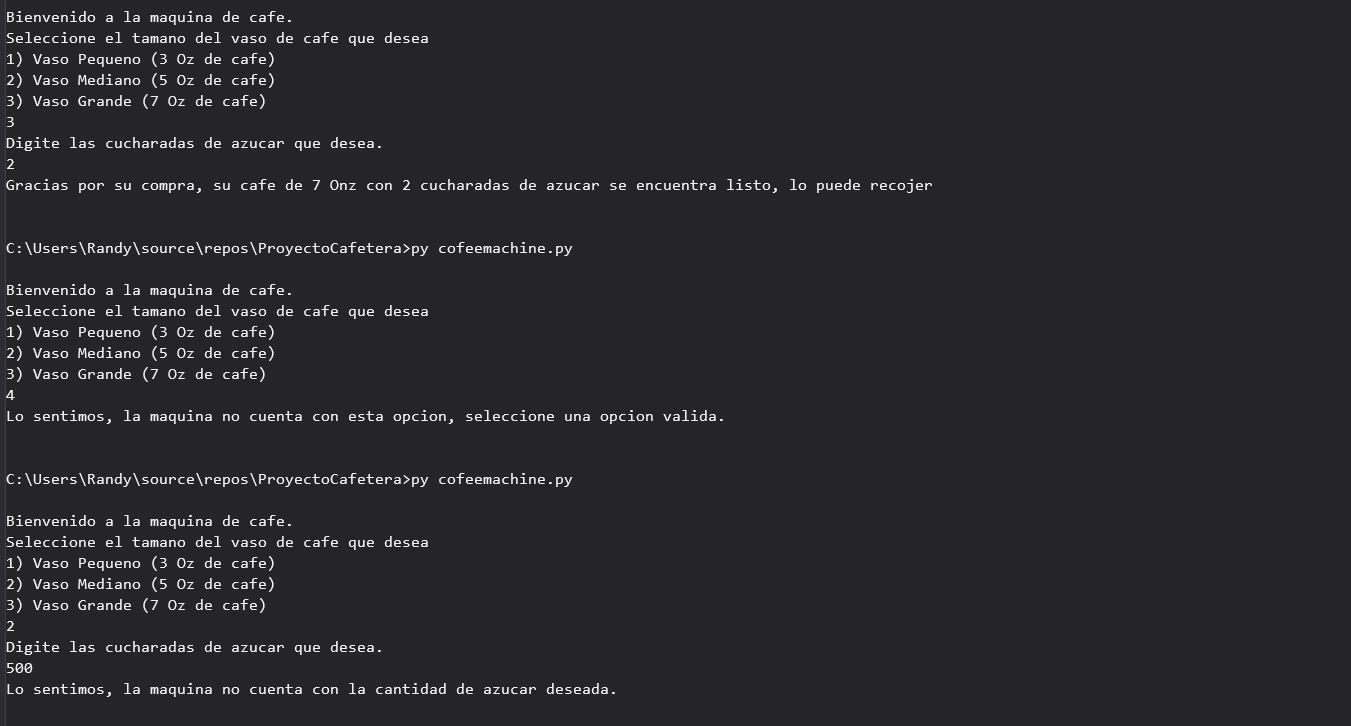 Bienvenido a la maquina de cafe.
Seleccione el tamano del vaso de cafe que desea
1) Vaso Pequeno (3 Oz de cafe)
2) Vaso Mediano (5 Oz de cafe)
3) Vaso Grande (7 Oz de cafe)
3
Digite las cucharadas de azucar que desea.
2
Gracias por su compra, su cafe de 7 Onz con 2 cucharadas de azucar se encuentra listo, lo puede recojer
C:\Users\Randy\source\repos\ProyectoCafetera>py cofeemachine.py
Bienvenido a la maquina de cafe.
Seleccione el tamano del vaso de cafe que desea
1) Vaso Pequeno (3 Oz de cafe)
2) Vaso Mediano (5 Oz de cafe)
3) Vaso Grande (7 Oz de cafe)
4
Lo sentimos, la maquina no cuenta con esta opcion, seleccione una opcion valida.
C:\Users\Randy\source\repos\ProyectoCafetera>py cofeemachine.py
Bienvenido a la maquina de cafe.
Seleccione el tamano del vaso de cafe que desea
1) Vaso Pequeno (3 Oz de cafe)
2) Vaso Mediano (5 Oz de cafe)
3) Vaso Grande (7 Oz de cafe)
2
Digite las cucharadas de azucar que desea.
500
Lo sentimos, la maquina no cuenta con la cantidad de azucar deseada.